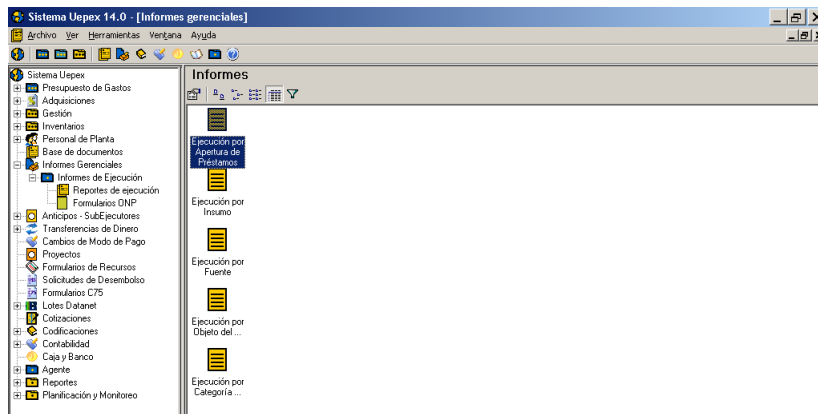 Sistema Uepex 14.0 - [Informes gerenciales]
Archivo Ver Herramientas Ventana Ayuda
Sistema Uepex
Presupuesto de Gastos
Adquisiciones
Gestión
Inventarios
Personal de Planta
Base de documentos
Informes Gerenciales
Informes de Ejecución
Reportes de ejecución
Formularios ONP
Anticipos - SubEjecutores
Transferencias de Dinero
Cambios de Modo de Pago
Proyectos
Formularios de Recursos
Solicitudes de Desembolso
Formularios C75
Lotes Datanet
Cotizaciones
Codificaciones
Contabilidad
Caja y Banco
Agente
Reportes
Planificación y Monitoreo
Informes
Ejecución por
Apertura de
Préstamos
Ejecución por
Insumo
Ejecución por
Fuente
Ejecución por
Objeto del ...
Ejecución por
Categoría ...